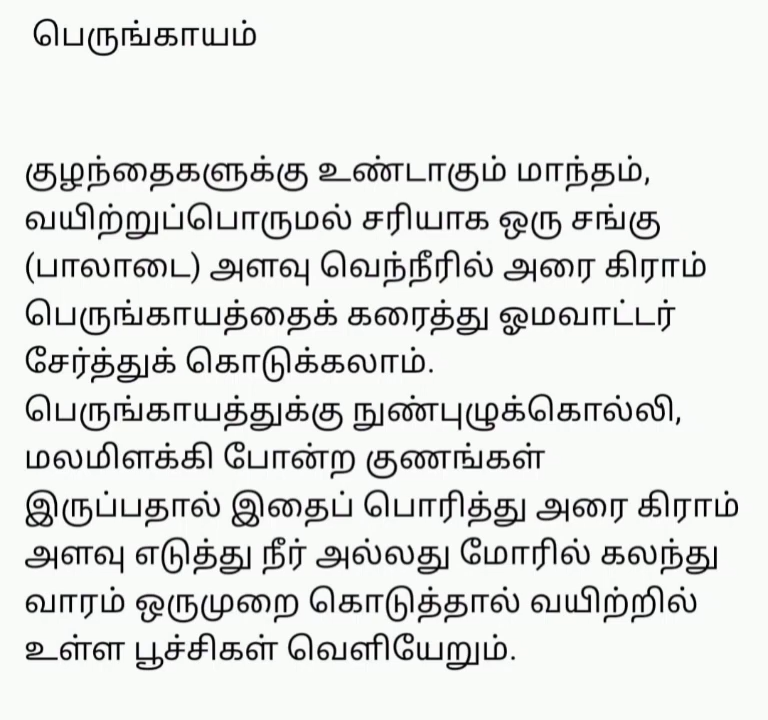 பெருங்காயம்
குழந்தைகளுக்கு உண்டாகும் மாந்தம்,
வயிற்றுப்பொருமல் சரியாக ஒரு சங்கு
(பாலாடை) அளவு வெந்நீரில் அரை கிராம்
பெருங்காயத்தைக் கரைத்து ஓமவாட்டர்
சேர்த்துக் கொடுக்கலாம்.
பெருங்காயத்துக்கு நுண்புழுக்கொல்லி,
மலமிளக்கி போன்ற குணங்கள்
இருப்பதால் இதைப் பொரித்து அரை கிராம்
அளவு எடுத்து நீர் அல்லது மோரில் கலந்து
வாரம் ஒருமுறை கொடுத்தால் வயிற்றில்
உள்ள பூச்சிகள் வெளியேறும்.